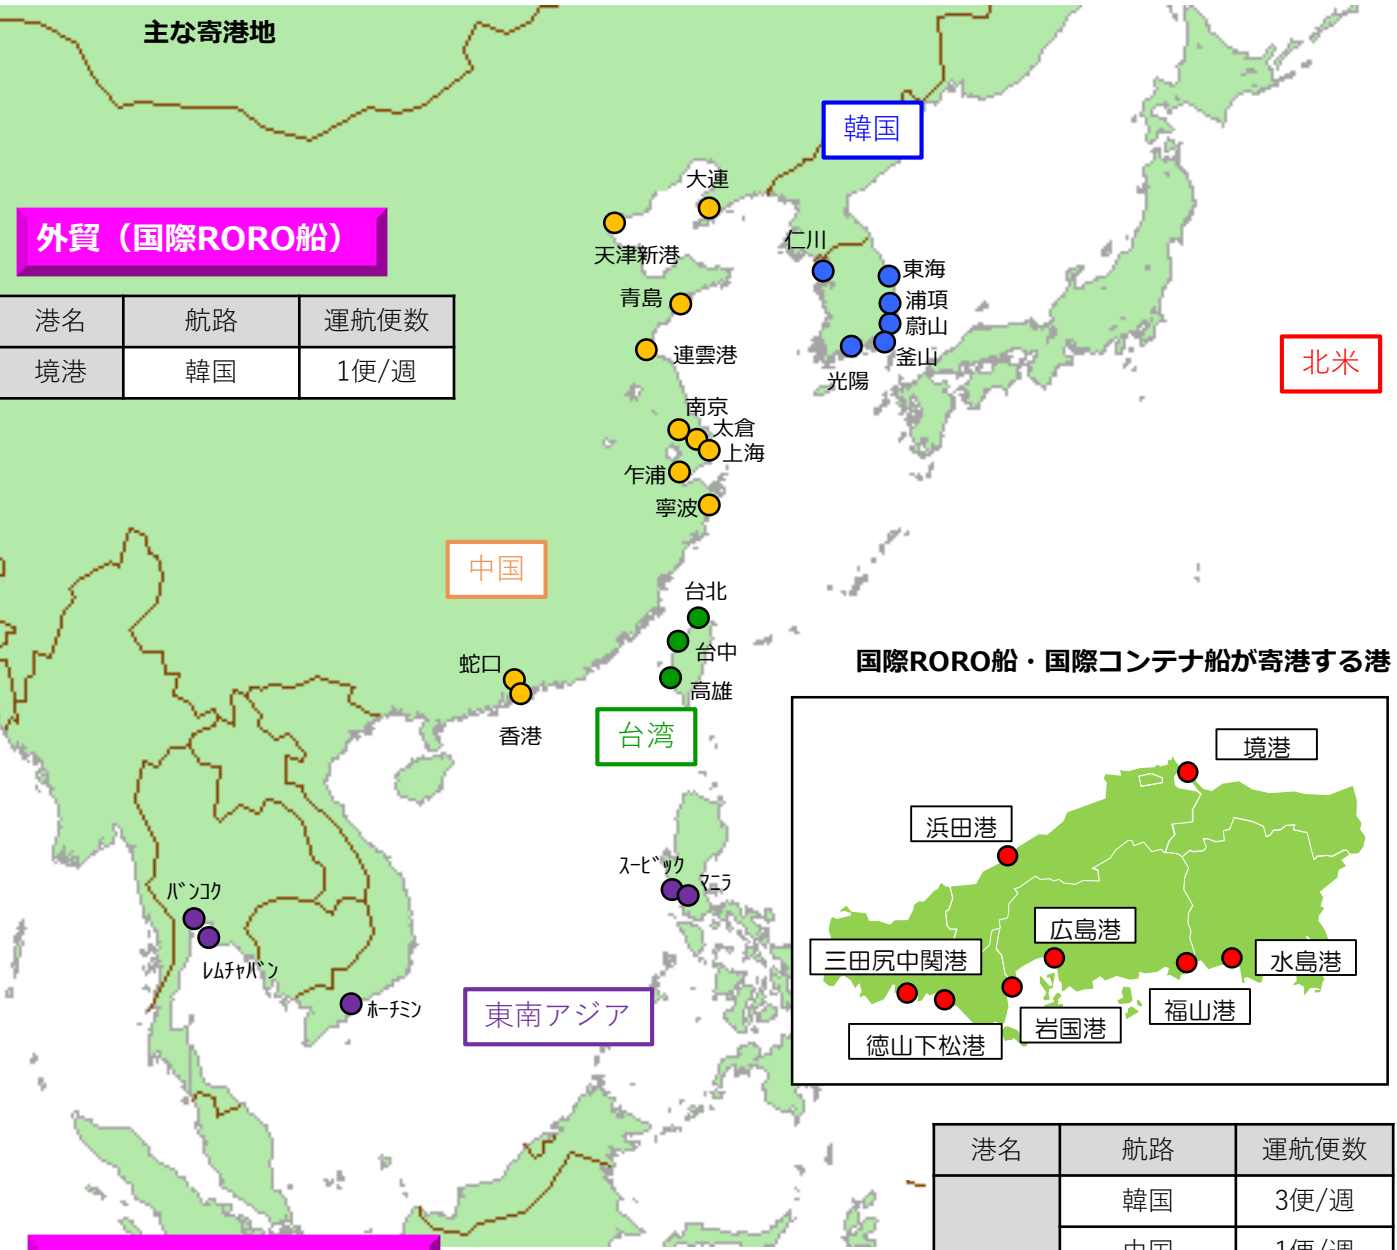 主な寄港地
韓国
大連
外貿（国際RORO船）
天津新港
仁川
東海
青島
浦項
蔚山
港名 航路 運航便数
境港 韓国 1便/週
連雲港
釜山
光陽
北米
南京
太倉
上海
乍浦
寧波
中国
台北
台中
蛇口
高雄
香港
台湾
国際RORO船・国際コンテナ船が寄港する港
境港
浜田港
広島港
三田尻中関港
水島港
福山港
岩国港
徳山下松港
ｽｰﾋﾞｯｸ
ﾏﾆﾗ
ﾊﾞﾝｺｸ
ﾚﾑﾁｬﾊﾞﾝ
ﾎｰﾁﾐﾝ
東南アジア
港名 航路 運航便数
韓国 3便/週
中国 1便/週